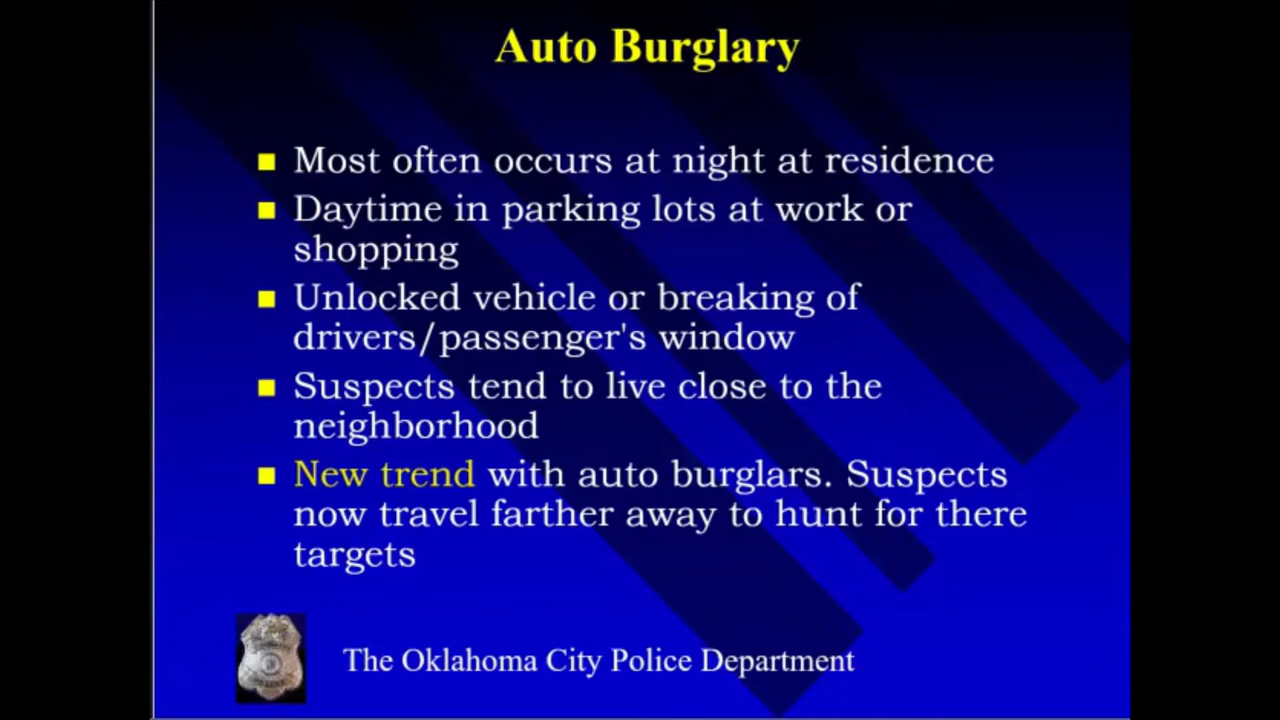 Auto Burglary
Most often occurs at night at residence
Daytime in parking lots at work or
shopping
Unlocked vehicle or breaking of
drivers/passenger's window
Suspects tend to live close to the
neighborhood
New trend with auto burglars. Suspects
now travel farther away to hunt for there
targets
The Oklahoma City Police Department